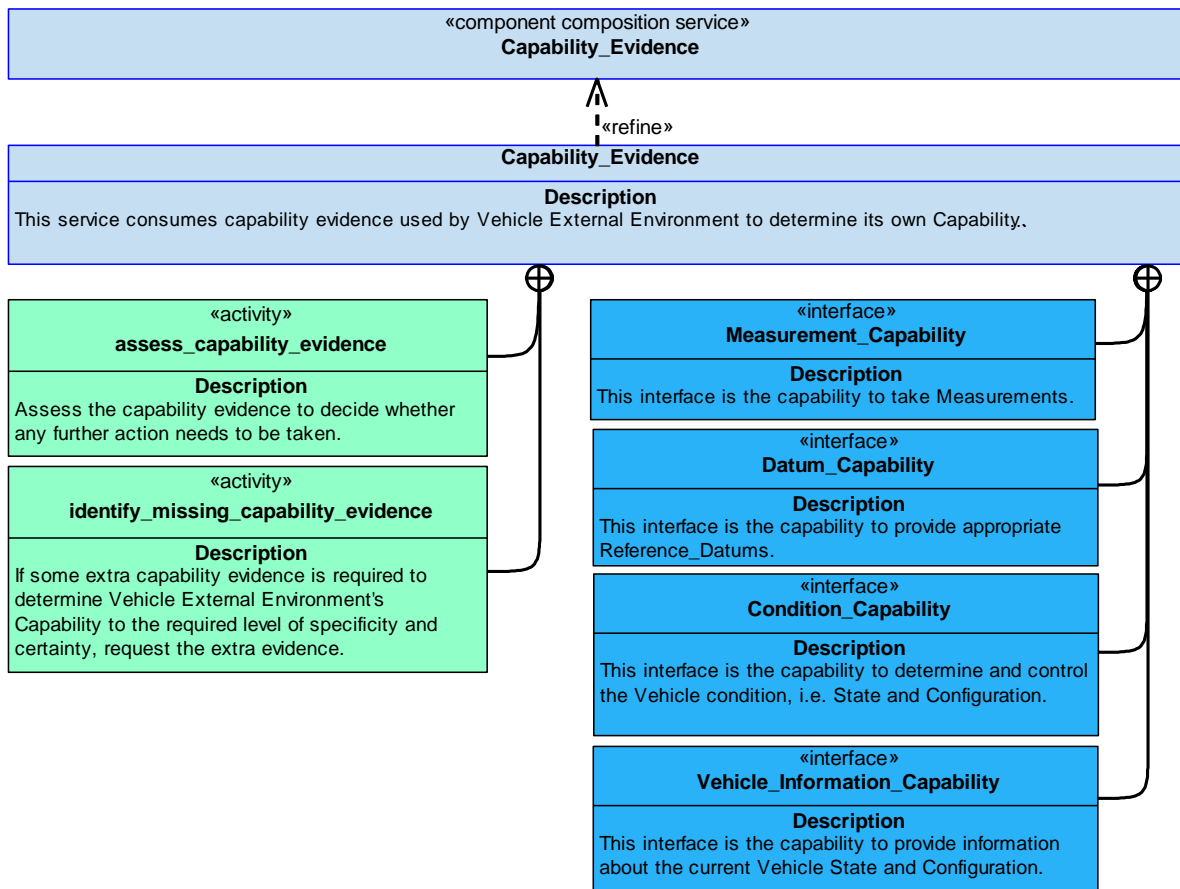 «component composition service»
Capability_Evidence
«refine»
Capability_Evidence
Description
This service consumes capability evidence used by Vehicle External Environment to determine its own Capability..
«activity»
assess_capability_evidence
Description
Assess the capability evidence to decide whether
any further action needs to be taken.
«activity»
identify_missing_capability_evidence
Description
If some extra capability evidence is required to
determine Vehicle External Environment's
Capability to the required level of specificity and
certainty, request the extra evidence.
«interface»
Measurement_Capability
Description
This interface is the capability to take Measurements.
«interface»
Datum_Capability
Description
This interface is the capability to provide appropriate
Reference_Datums.
«interface»
Condition_Capability
Description
This interface is the capability to determine and control
the Vehicle condition, i.e. State and Configuration.
«interface»
Vehicle_Information_Capability
Description
This interface is the capability to provide information
about the current Vehicle State and Configuration.